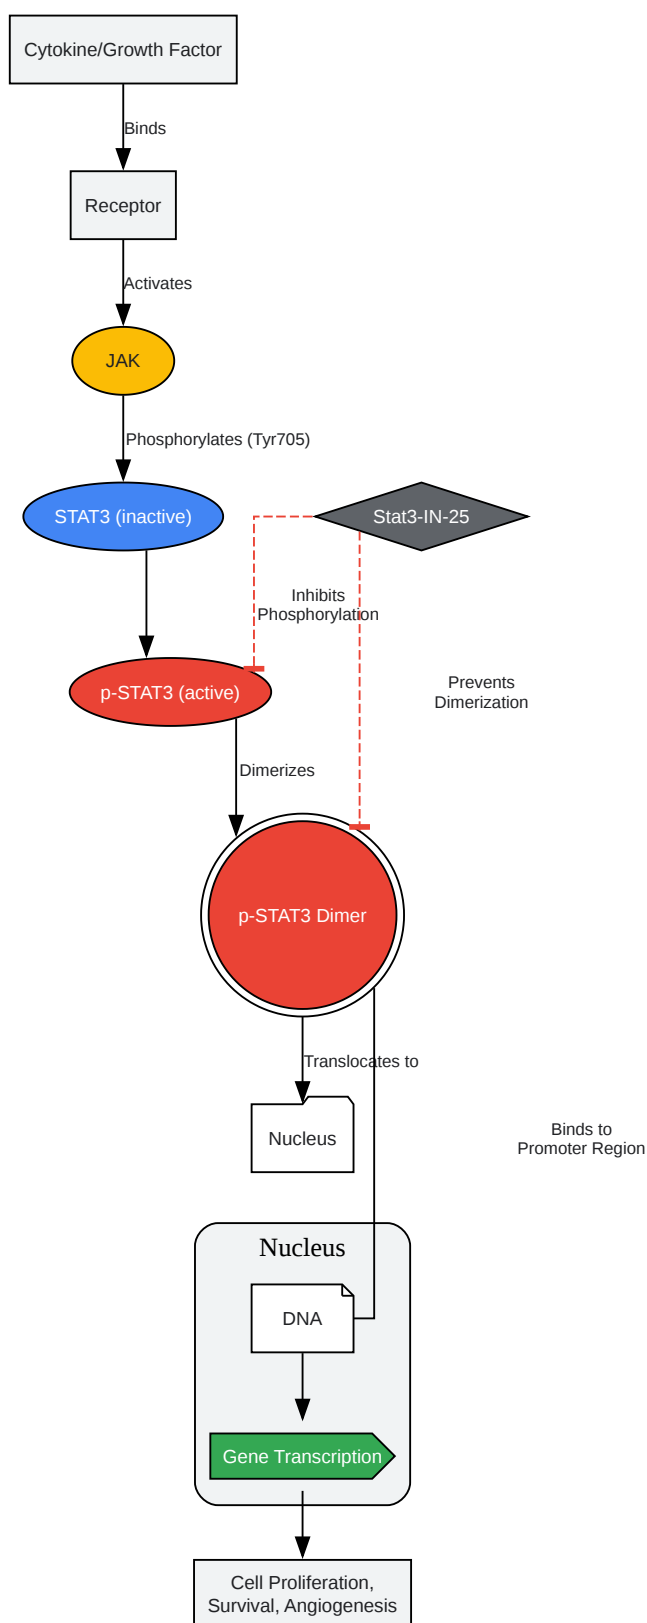 Cytokine/Growth Factor
Binds
Receptor
Activates
JAK
Phosphorylates (Tyr705)
STAT3 (inactive)
Stat3-IN-25
Inhibits
Phosphorylation
p-STAT3 (active)
Prevents
Dimerization
Dimerizes
p-STAT3 Dimer
Translocates to
Nucleus
Binds to
Promoter Region
Nucleus
DNA
Gene Transcription
Cell Proliferation,
Survival, Angiogenesis